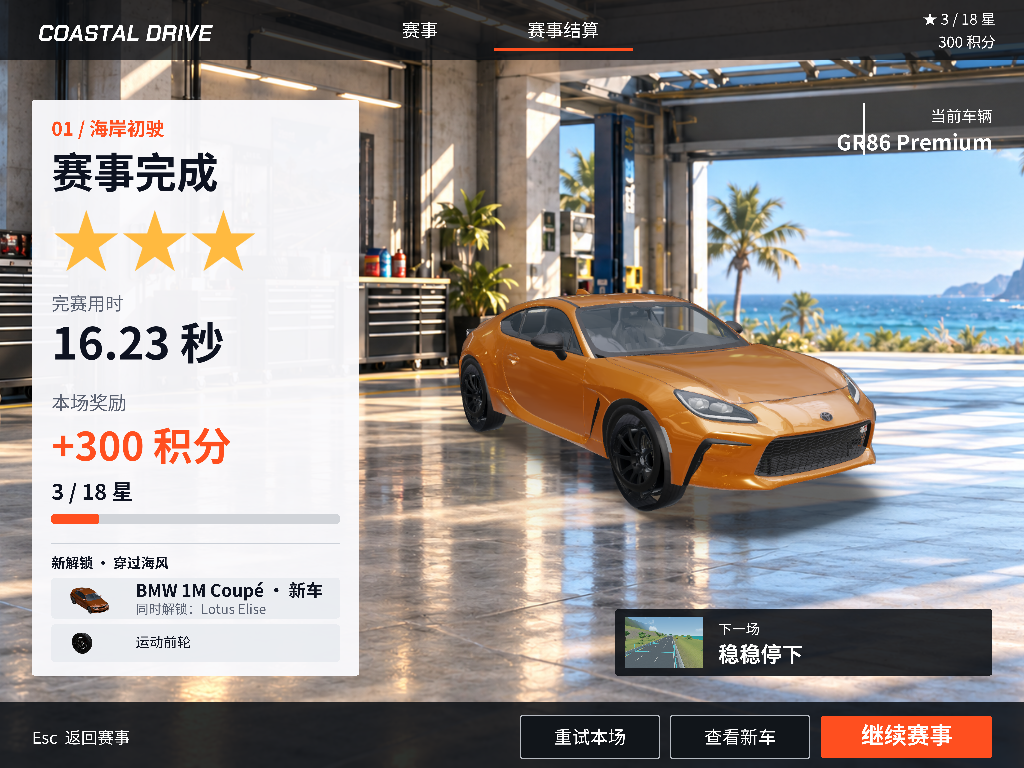 COASTAL DRIVE
赛事
赛事结算
★ 3 / 18 星
300 积分
01 / 海岸初驶
赛事完成
完赛用时
16.23 秒
本场奖励
+300 积分
3 / 18 星
新解锁 • 穿过海风
BMW 1M Coupé • 新车
同时解锁：Lotus Elise
运动前轮
当前车辆
GR86 Premium
下一场
稳稳停下
Esc 返回赛事
重试本场
查看新车
继续赛事